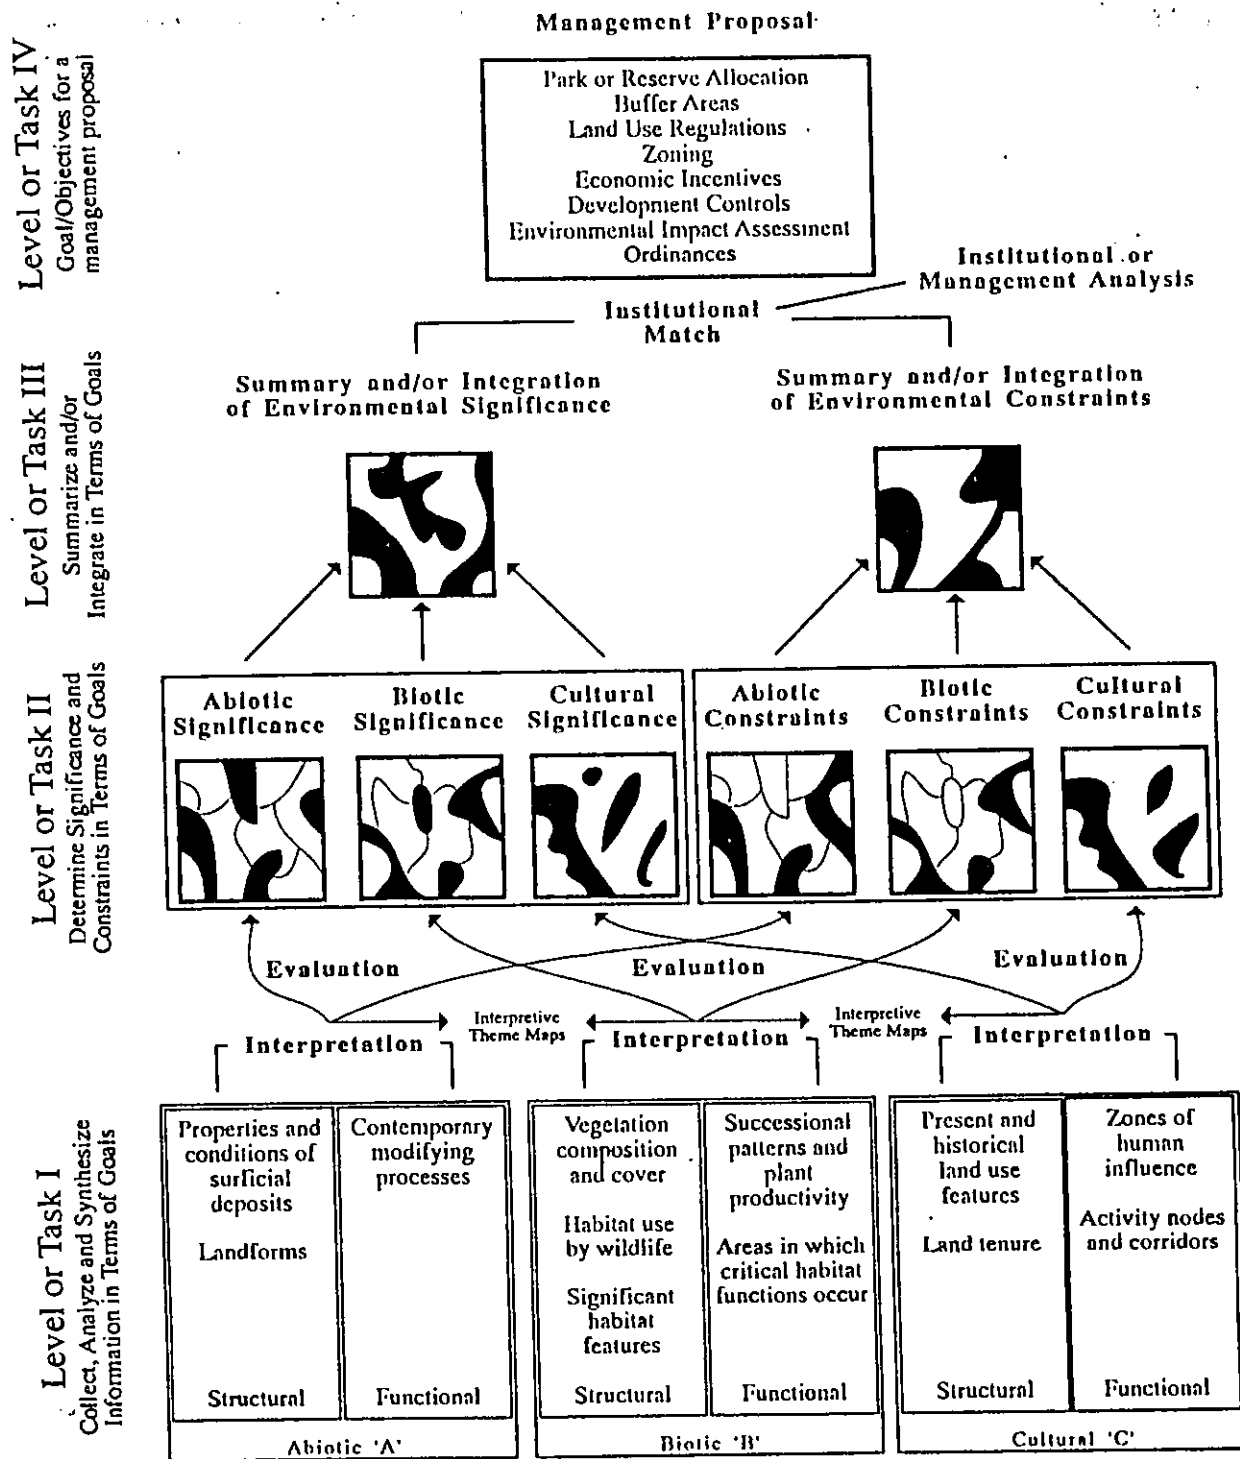 Management Proposal
Park or Reserve Allocation
Buffer Areas
Land Use Regulations
Zoning
Economic Incentives
Development Controls
Environmental Impact Assessment
Ordinances
Institutional or
Management Analysis
Institutional
Match
Level or Task IV
Goal/Objectives for a
management proposal
Summary and/or Integration
of Environmental Significance
Summary and/or Integration
of Environmental Constraints
Level or Task III
Summarize and/or
Integrate in Terms of Goals
Abiotic
Significance
Biotic
Significance
Cultural
Significance
Abiotic
Constraints
Biotic
Constraints
Cultural
Constraints
Level or Task II
Determine Significance and
Constraints in Terms of Goals
Evaluation
Evaluation
Evaluation
Interpretation
Interpretive
Theme Maps
Interpretation
Interpretive
Theme Maps
Interpretation
Level or Task I
Collect, Analyze and Synthesize
Information in Terms of Goals
Properties and
conditions of
surficial
deposits
Landforms
Structural
Contemporary
modifying
processes
Functional
Abiotic 'A'
Vegetation
composition
and cover
Habitat use
by wildlife
Significant
habitat
features
Structural
Successional
patterns and
plant
productivity
Areas in which
critical habitat
functions occur
Functional
Biotic 'B'
Present and
historical
land use
features
Land tenure
Structural
Zones of
human
influence
Activity nodes
and corridors
Functional
Cultural 'C'